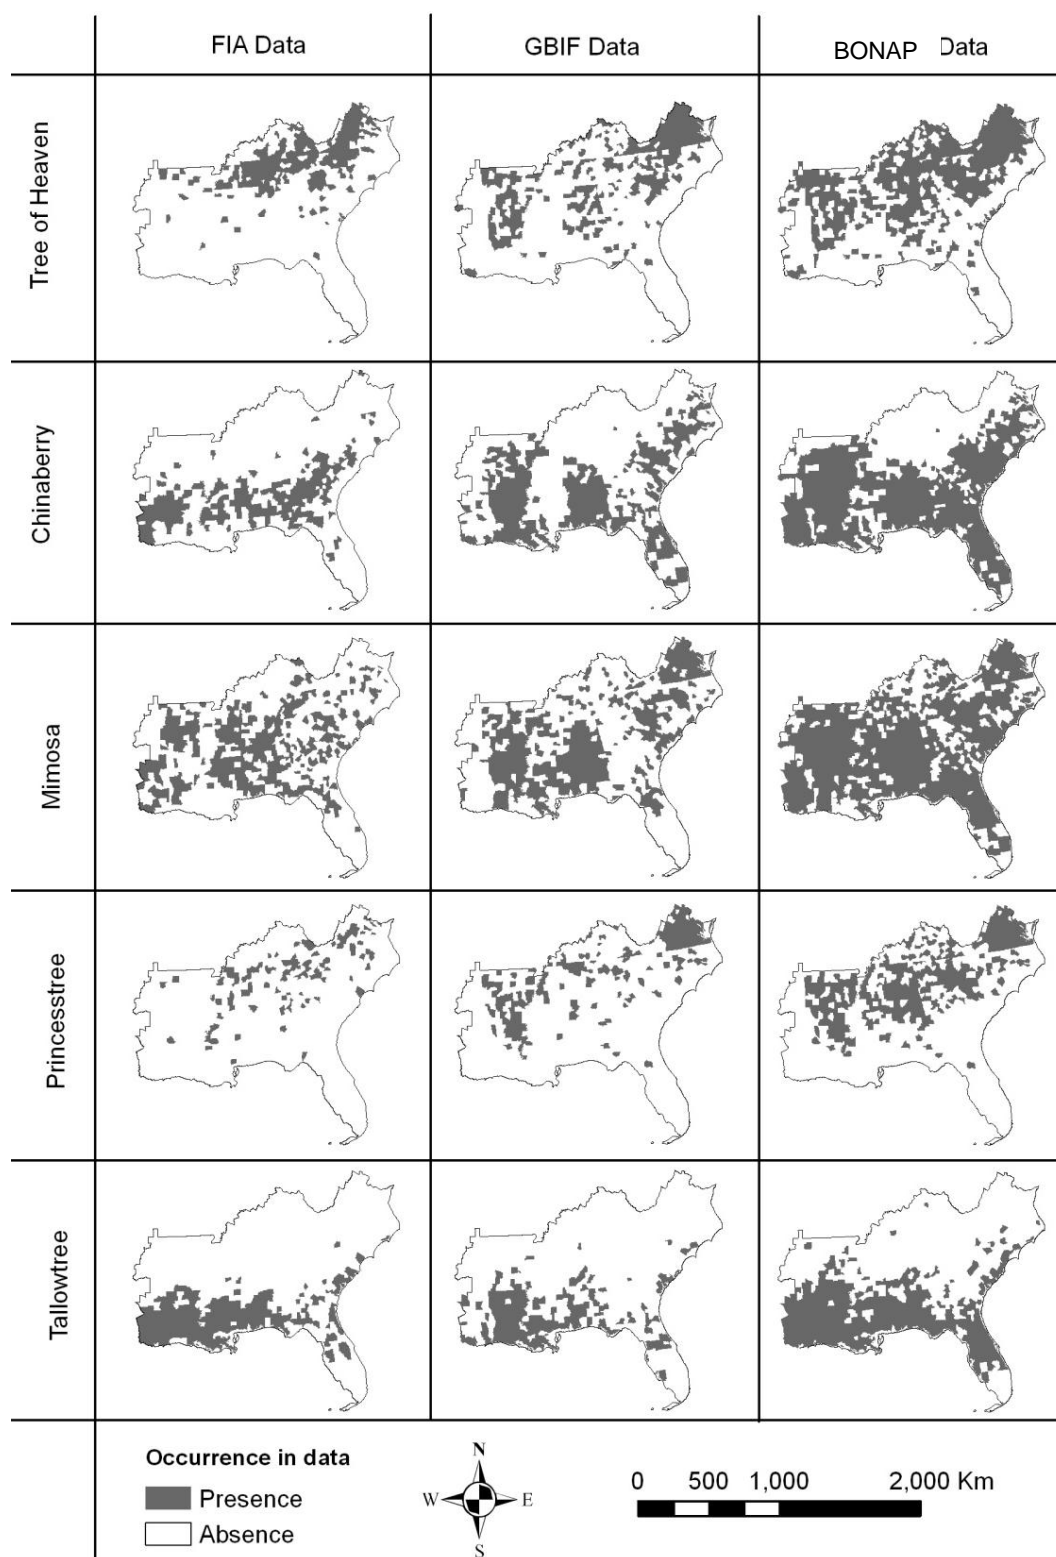 FIA Data
GBIF Data
BONAP Data
Tree of Heaven
Chinaberry
Mimosa
Princesstree
Tallowtree
Occurrence in data
Presence
Absence
N
W
E
S
0 500 1,000 2,000 Km